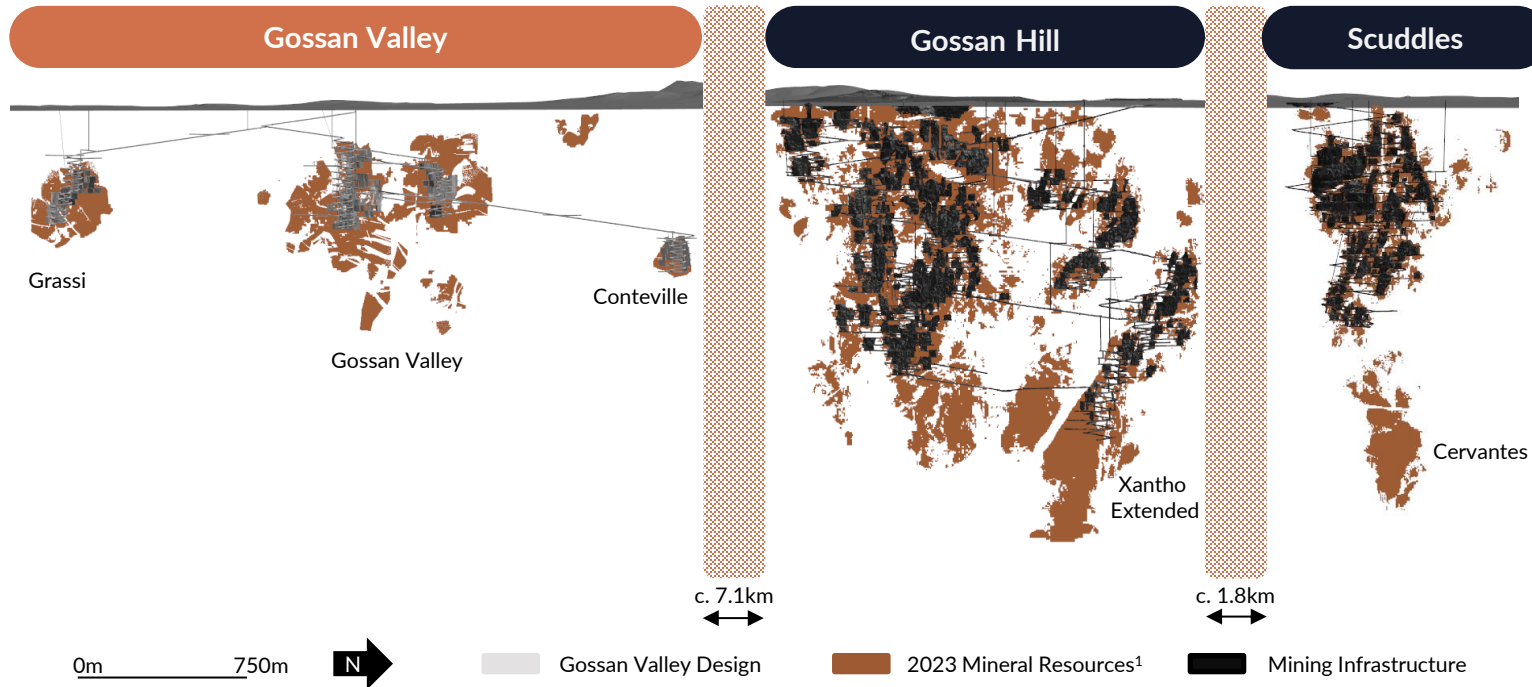 Gossan Valley
Gossan Hill
Scuddles
Grassi
Conteville
Gossan Valley
Cervantes
Xantho
Extended
c. 7.1km
c. 1.8km
0m 750m
N
Gossan Valley Design
2023 Mineral Resources¹
Mining Infrastructure